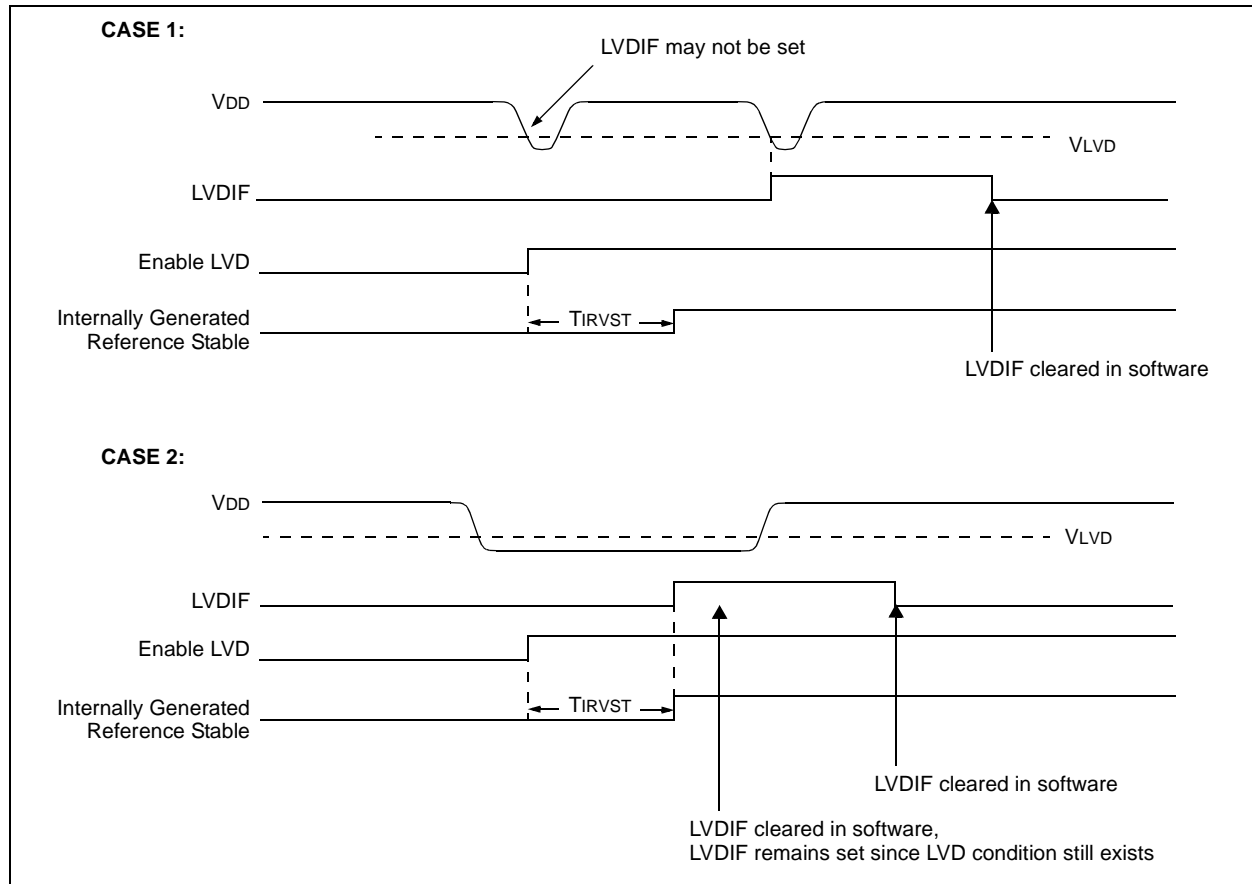 CASE 1:
LVDIF may not be set
VDD
VLVD
LVDIF
Enable LVD
TIRVST
Internally Generated
Reference Stable
LVDIF cleared in software
CASE 2:
VDD
VLVD
LVDIF
Enable LVD
TIRVST
Internally Generated
Reference Stable
LVDIF cleared in software
LVDIF cleared in software,
LVDIF remains set since LVD condition still exists